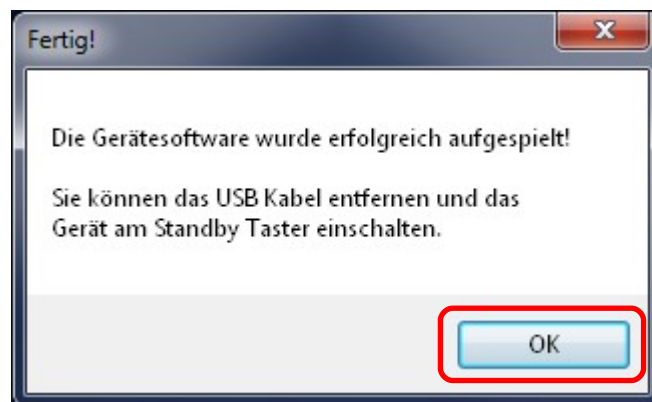 Fertig!
Die Gerätesoftware wurde erfolgreich aufgespielt!
Sie können das USB Kabel entfernen und das
Gerät am Standby Taster einschalten.
OK